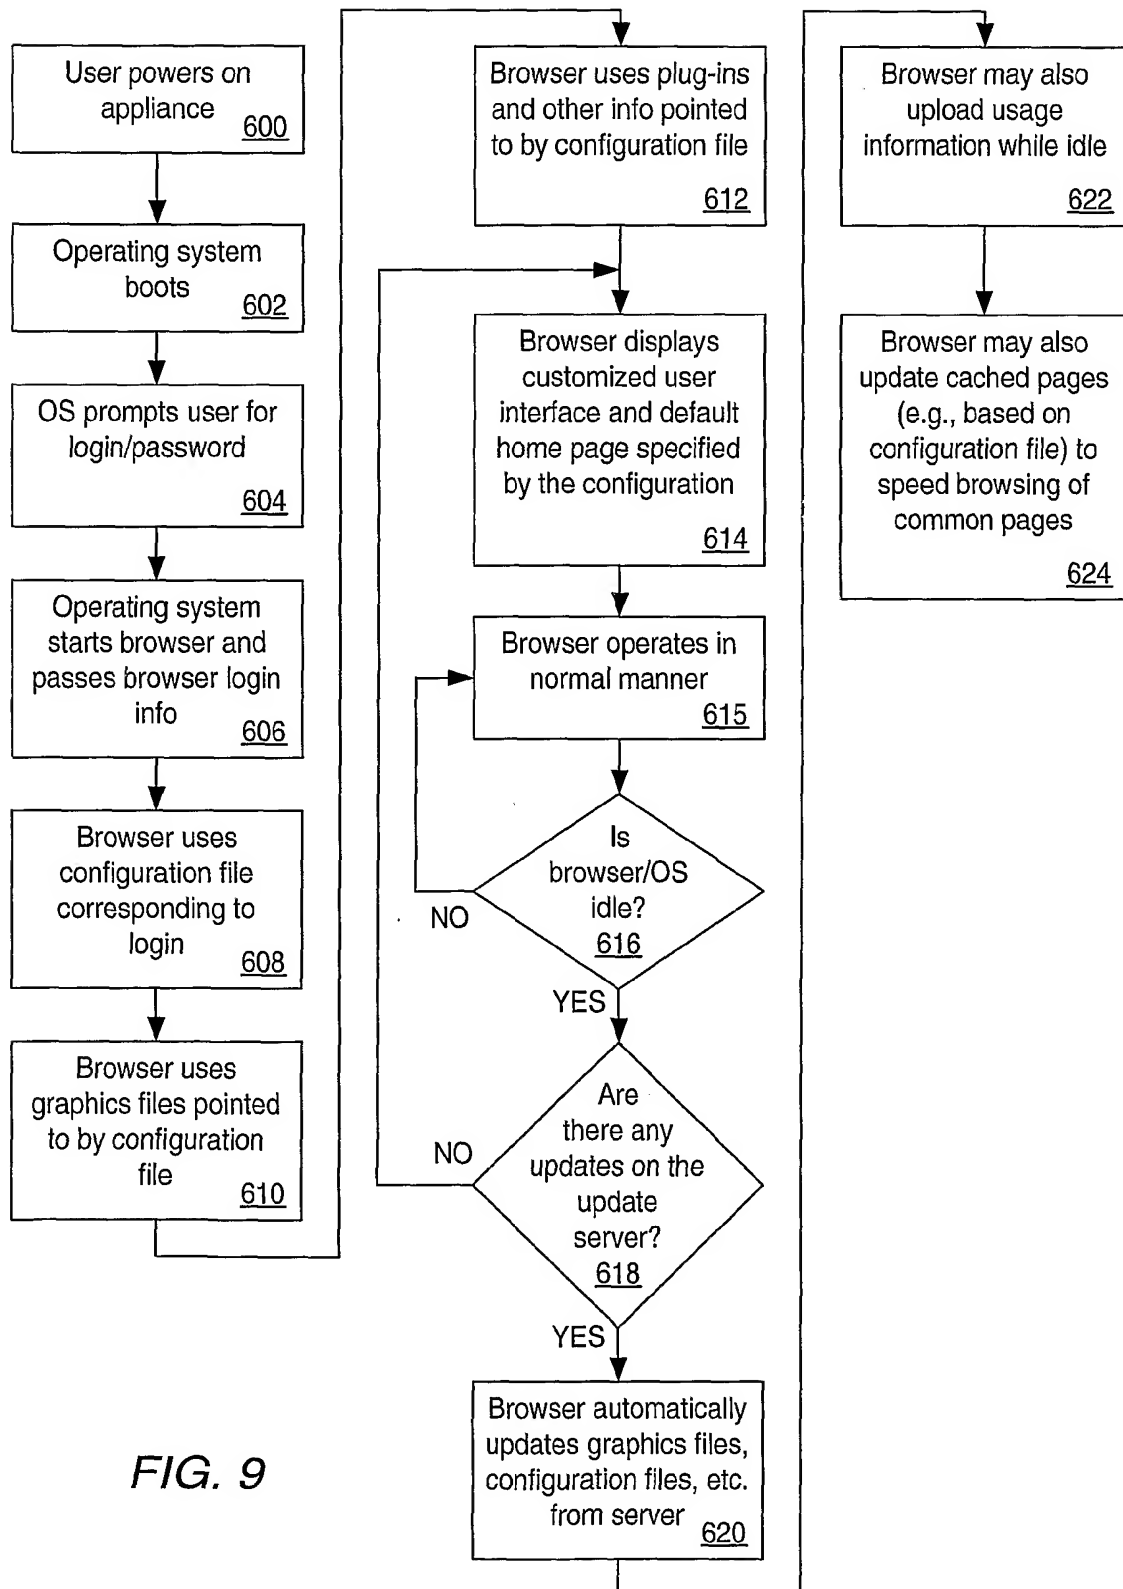 User powers on
appliance
600
Operating system
boots
602
OS prompts user for
login/password
604
Operating system
starts browser and
passes browser login
info
606
Browser uses
configuration file
corresponding to
login
608
Browser uses
graphics files pointed
to by configuration
file
610
Browser uses plug-ins
and other info pointed
to by configuration file
612
Browser displays
customized user
interface and default
home page specified
by the configuration
614
Browser operates in
normal manner
615
Is
browser/OS
idle?
616
NO
YES
Are
there any
updates on the
update
server?
618
NO
YES
Browser automatically
updates graphics files,
configuration files, etc.
from server
620
Browser may also
upload usage
information while idle
622
Browser may also
update cached pages
(e.g., based on
configuration file) to
speed browsing of
common pages
624
FIG. 9